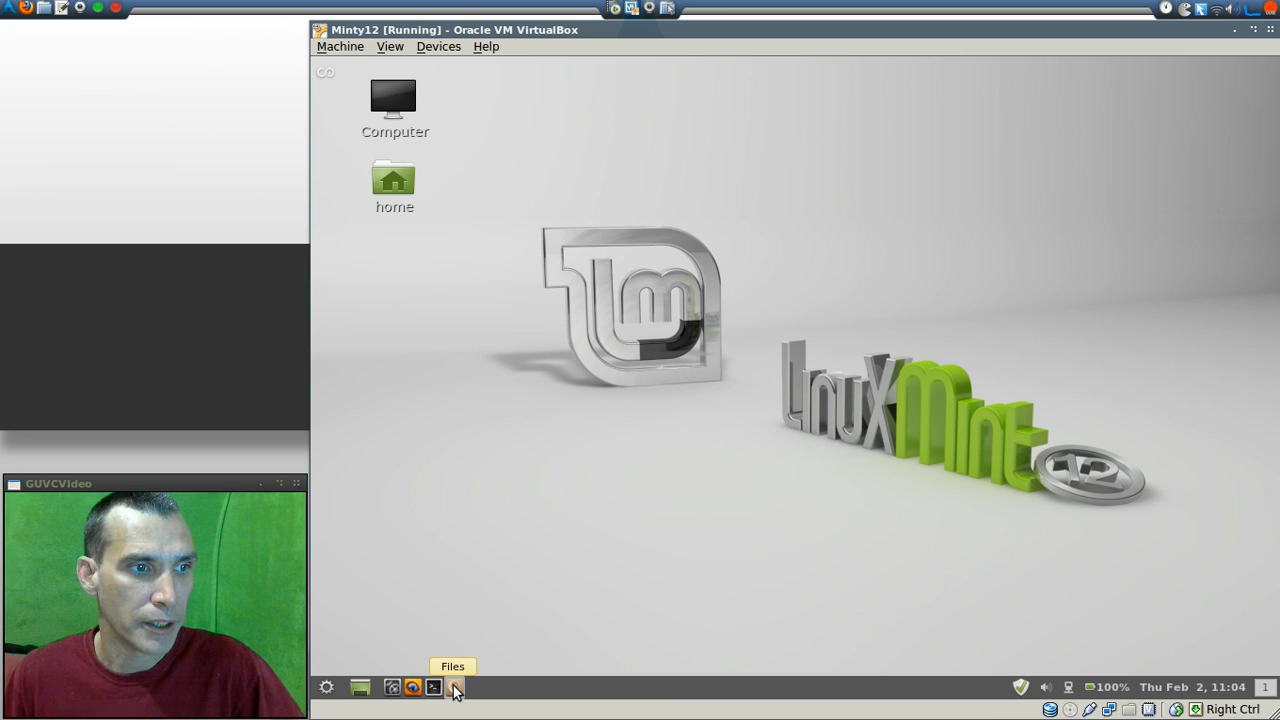 Minty12 [Running] - Oracle VM VirtualBox
Machine View Devices Help
Computer
home
lm
LinuxMint
12
GUVCVideo
Files
100% Thu Feb 2, 11:04 1
Right Ctrl